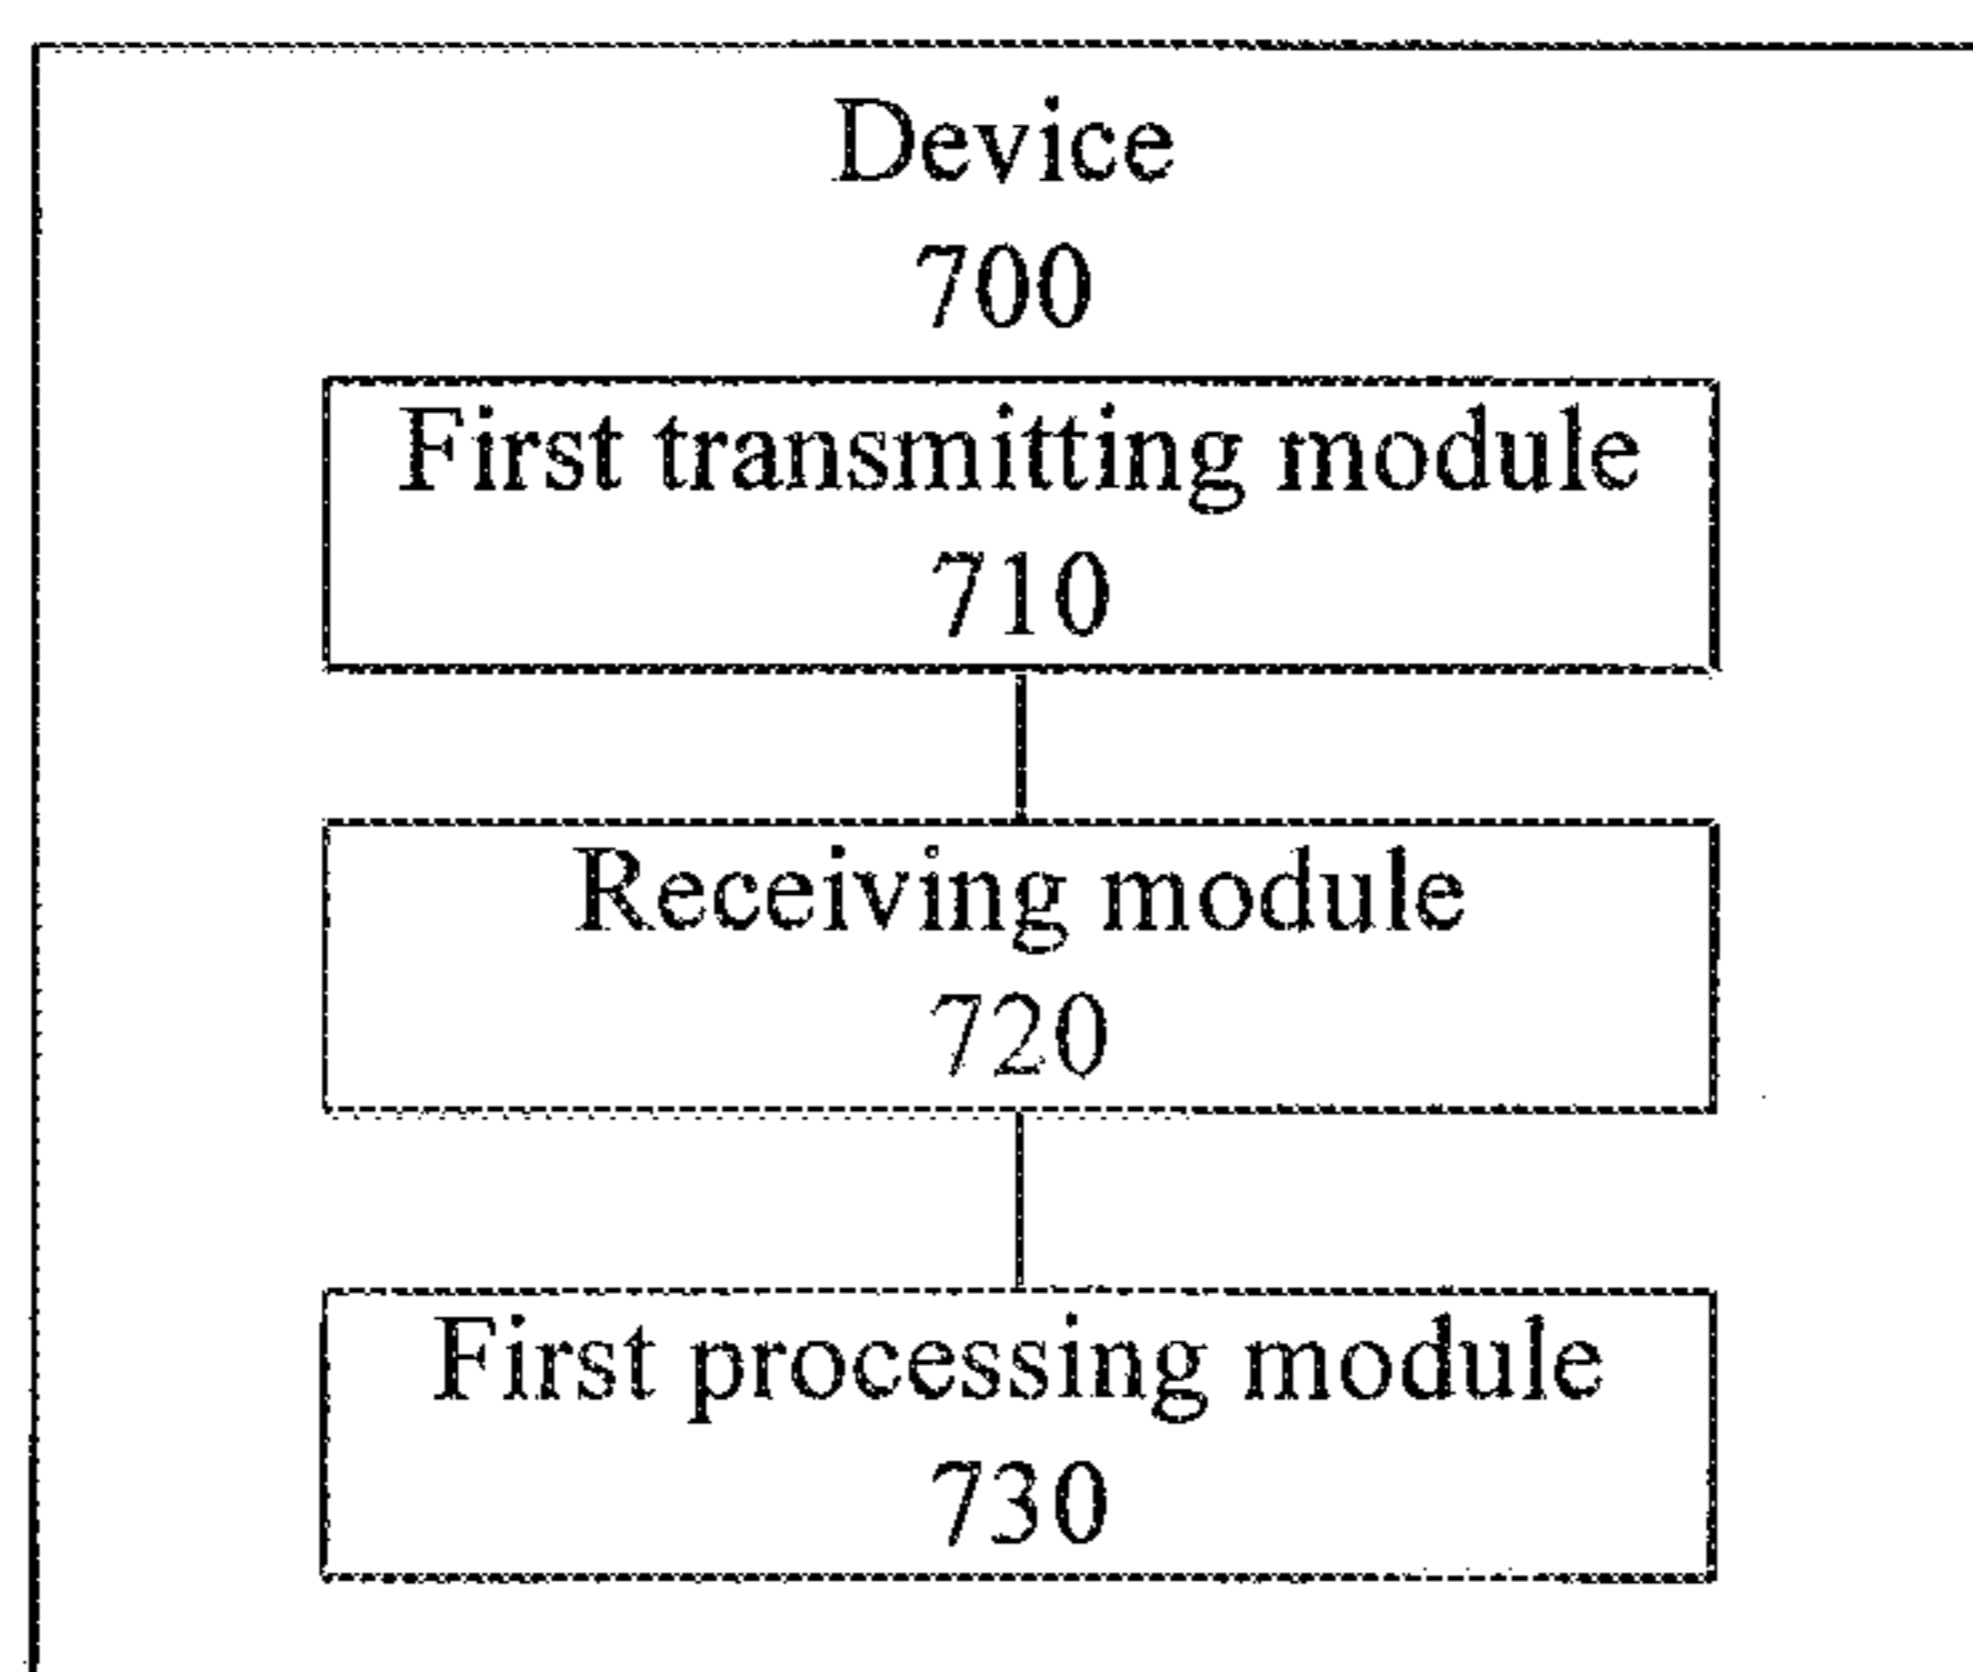 Device
700
First transmitting module
710
Receiving module
720
First processing module
730